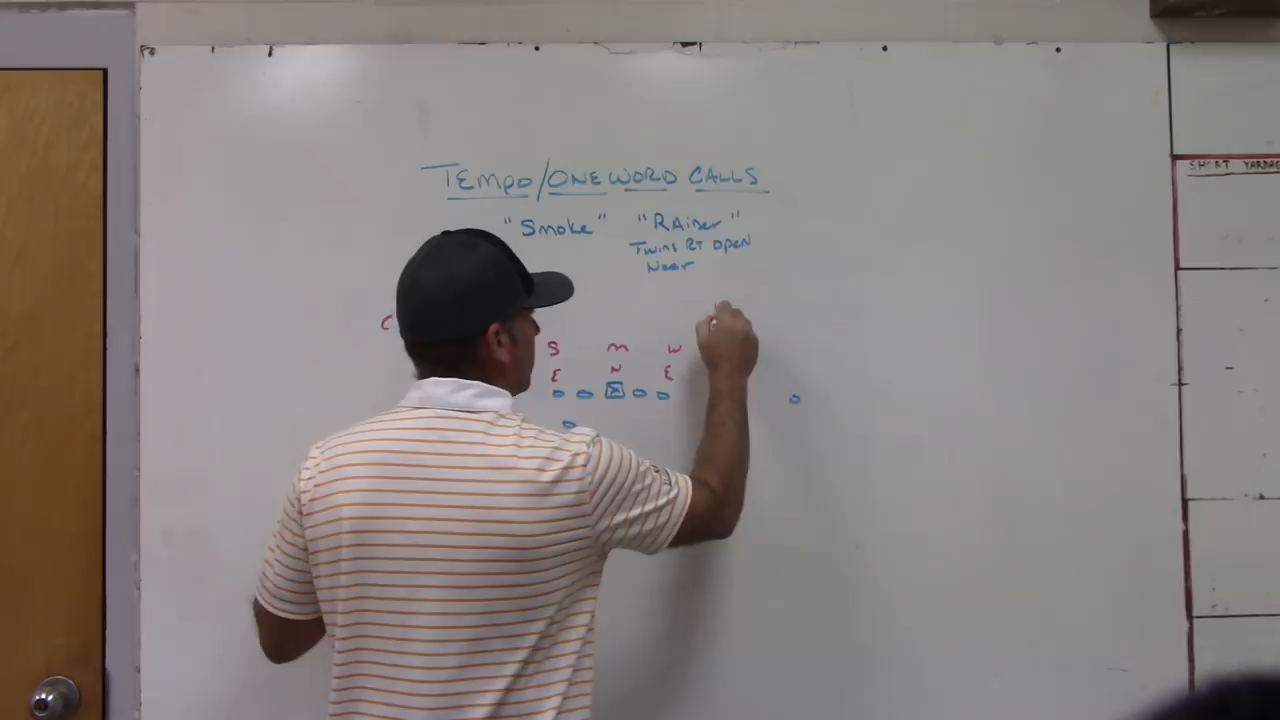 TEMPO/ONE WORD CALLS
"Smoke" "RAider"
Twins RT OPEN
Near
C
S M W
E N E
X
SHORT YARDAGE